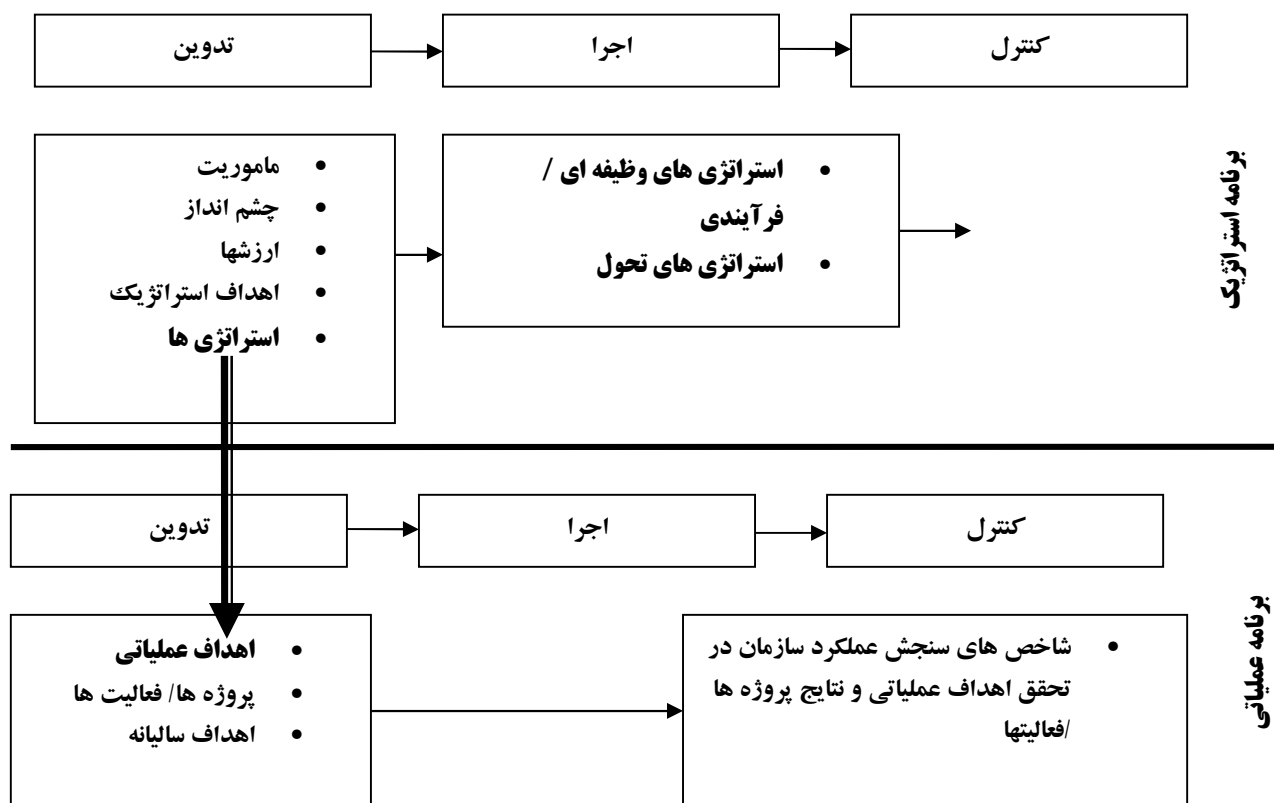 تدوین
اجرا
کنترل
• ماموریت
• چشم انداز
• ارزشها
• اهداف استراتژیک
• استراتژی ها
• استراتژی های وظیفه ای /
فرآیندی
• استراتژی های تحول
برنامه استراتژیک
تدوین
اجرا
کنترل
• اهداف عملیاتی
• پروژه ها/ فعالیت ها
• اهداف سالیانه
• شاخص های سنجش عملکرد سازمان در
تحقق اهداف عملیاتی و نتایج پروژه ها
/فعالیتها
برنامه عملیاتی